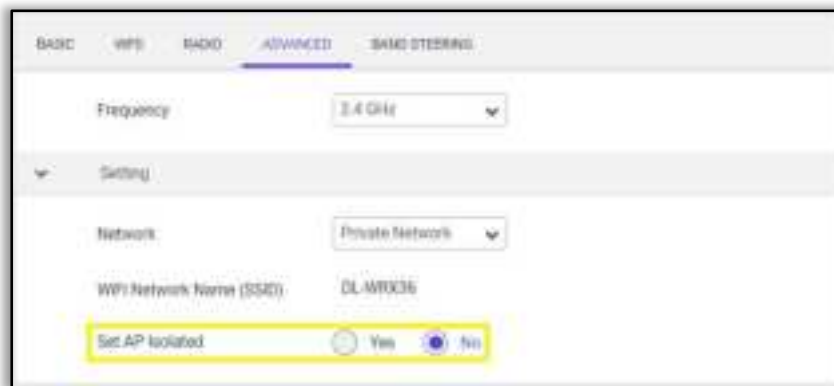 BASIC WPS RADIO ADVANCED BAND STEERING
Frequency 2.4 GHz
Setting
Network Private Network
WiFi Network Name (SSID) DL-WRX36
Set AP Isolated Yes No